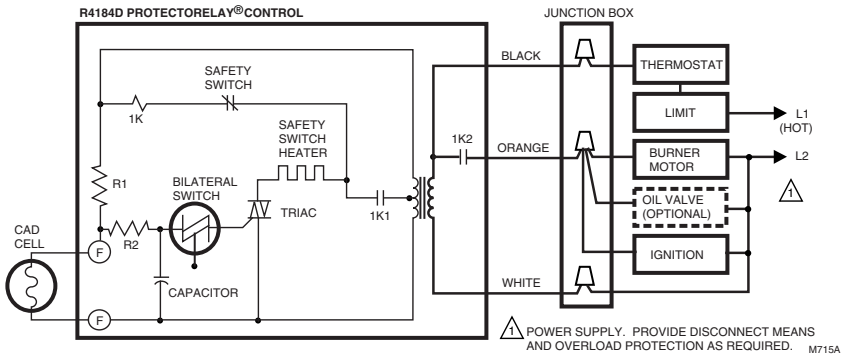 R4184D PROTECTORELAY® CONTROL
JUNCTION BOX
BLACK
THERMOSTAT
SAFETY
SWITCH
LIMIT
L1
(HOT)
1K
SAFETY
SWITCH
HEATER
1K2
ORANGE
BURNER
MOTOR
L2
R1
BILATERAL
SWITCH
TRIAC
1K1
1
OIL VALVE
(OPTIONAL)
CAD
CELL
R2
F
IGNITION
WHITE
CAPACITOR
F
1 POWER SUPPLY. PROVIDE DISCONNECT MEANS
AND OVERLOAD PROTECTION AS REQUIRED.
M715A